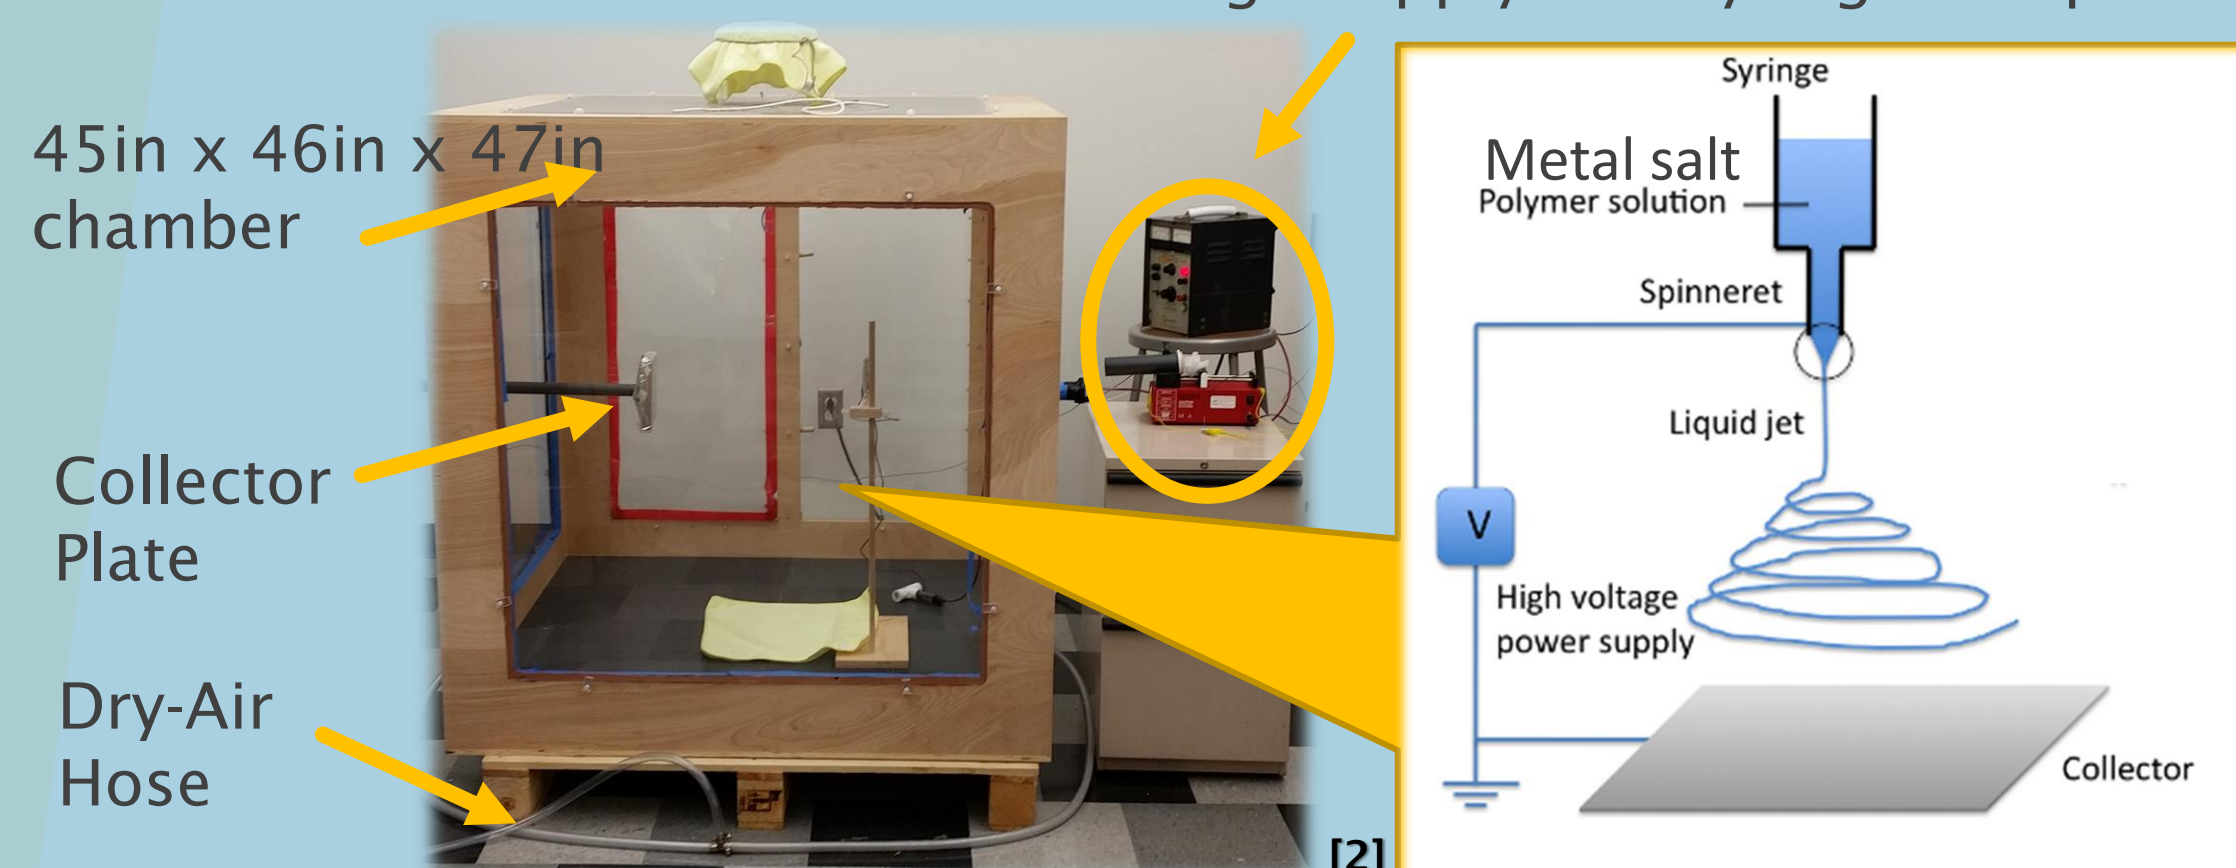 45in x 46in x 47in
chamber
Collector
Plate
Dry-Air
Hose
[2]
Syringe
Metal salt
Polymer solution
Spinneret
Liquid jet
V
High voltage
power supply
Collector